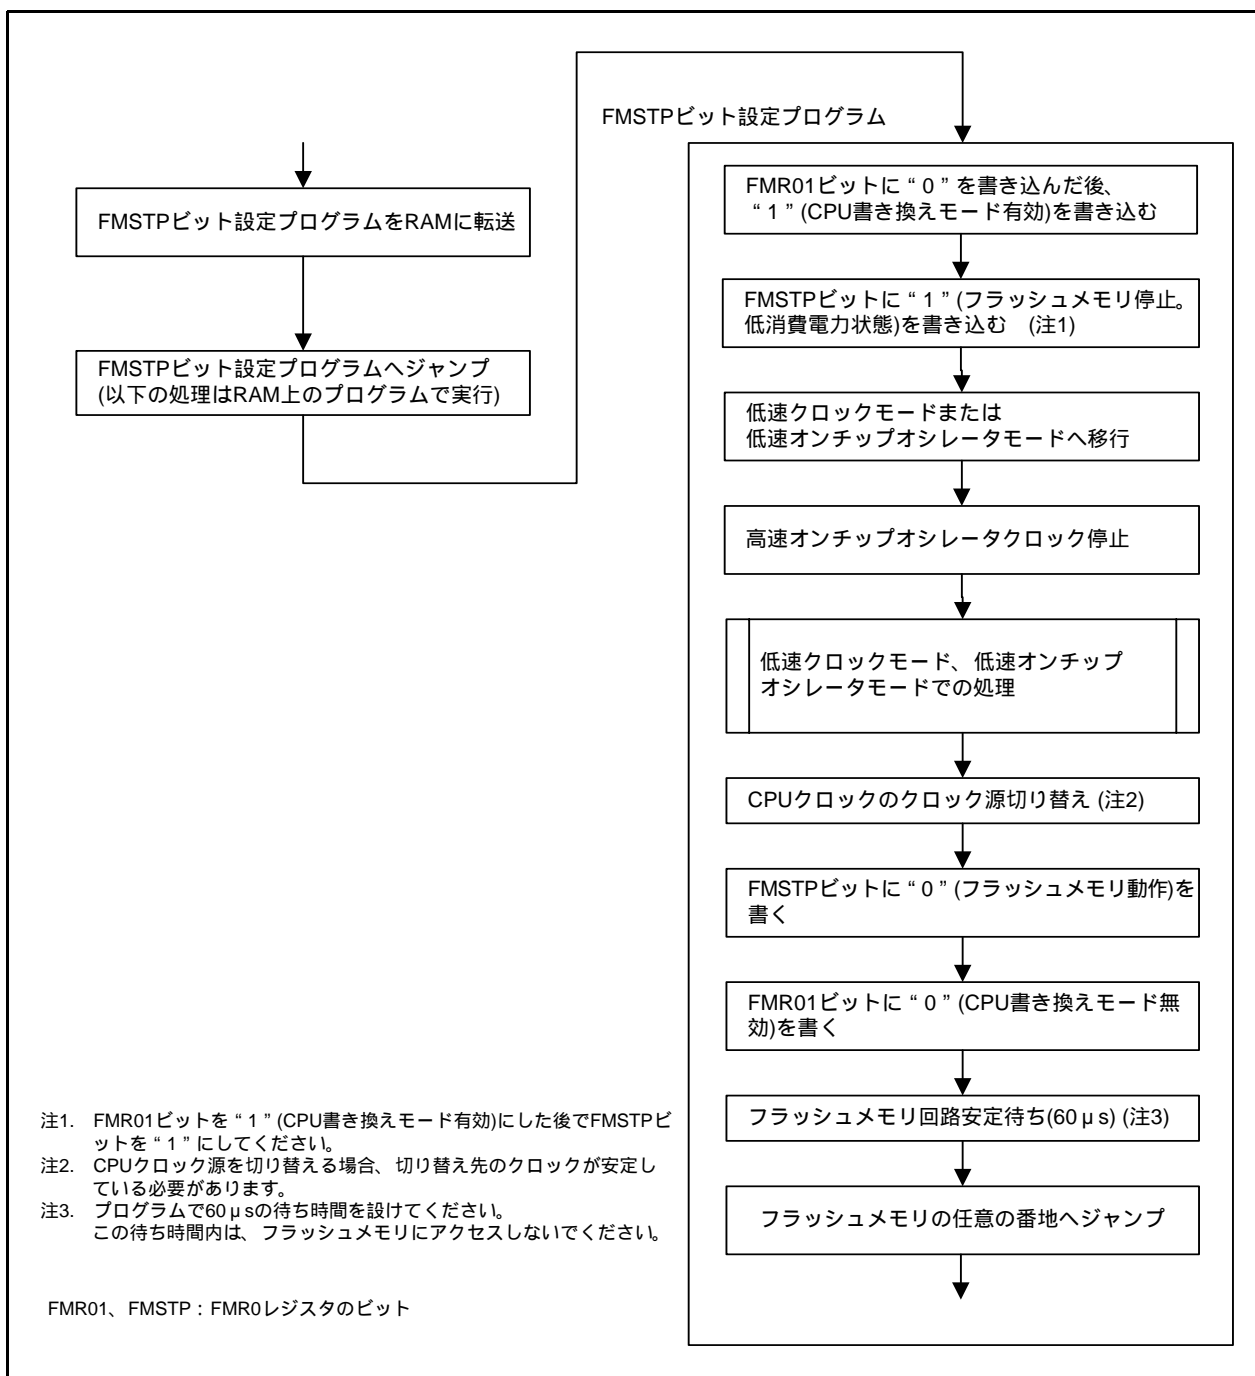 FMSTPビット設定プログラムをRAMに転送
FMSTPビット設定プログラムへジャンプ
(以下の処理はRAM上のプログラムで実行)
FMSTPビット設定プログラム
FMR01ビットに“0”を書き込んだ後、
“1”(CPU書き換えモード有効)を書き込む
FMSTPビットに“1”(フラッシュメモリ停止。
低消費電力状態)を書き込む (注1)
低速クロックモードまたは
低速オンチップオシレータモードへ移行
高速オンチップオシレータクロック停止
低速クロックモード、低速オンチップ
オシレータモードでの処理
CPUクロックのクロック源切り替え (注2)
FMSTPビットに“0”(フラッシュメモリ動作)を
書く
FMR01ビットに“0”(CPU書き換えモード無
効)を書く
フラッシュメモリ回路安定待ち(60μs) (注3)
フラッシュメモリの任意の番地へジャンプ
注1. FMR01ビットを“1”(CPU書き換えモード有効)にした後でFMSTPビ
ットを“1”にしてください。
注2. CPUクロック源を切り替える場合、切り替え先のクロックが安定し
ている必要があります。
注3. プログラムで60μsの待ち時間を設けてください。
この待ち時間内は、フラッシュメモリにアクセスしないでください。
FMR01、FMSTP:FMR0レジスタのビット